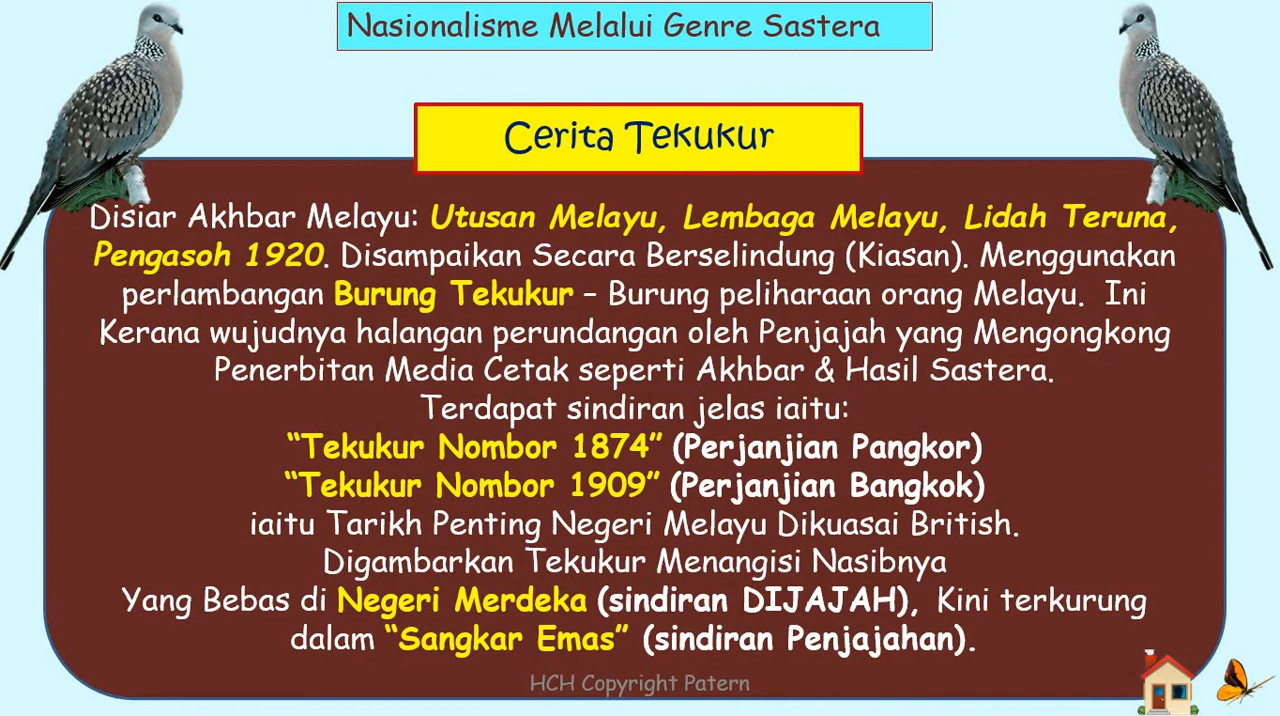 Nasionalisme Melalui Genre Sastera
Cerita Tekukur
Disiar Akhbar Melayu: Utusan Melayu, Lembaga Melayu, Lidah Teruna,
Pengasoh 1920. Disampaikan Secara Berselindung (Kiasan). Menggunakan
perlambangan Burung Tekukur – Burung peliharaan orang Melayu.  Ini
Kerana wujudnya halangan perundangan oleh Penjajah yang Mengongkong
Penerbitan Media Cetak seperti Akhbar & Hasil Sastera.
Terdapat sindiran jelas iaitu:
“Tekukur Nombor 1874” (Perjanjian Pangkor)
“Tekukur Nombor 1909” (Perjanjian Bangkok)
iaitu Tarikh Penting Negeri Melayu Dikuasai British.
Digambarkan Tekukur Menangisi Nasibnya
Yang Bebas di Negeri Merdeka (sindiran DIJAJAH),  Kini terkurung
dalam “Sangkar Emas” (sindiran Penjajahan).
HCH Copyright Patern